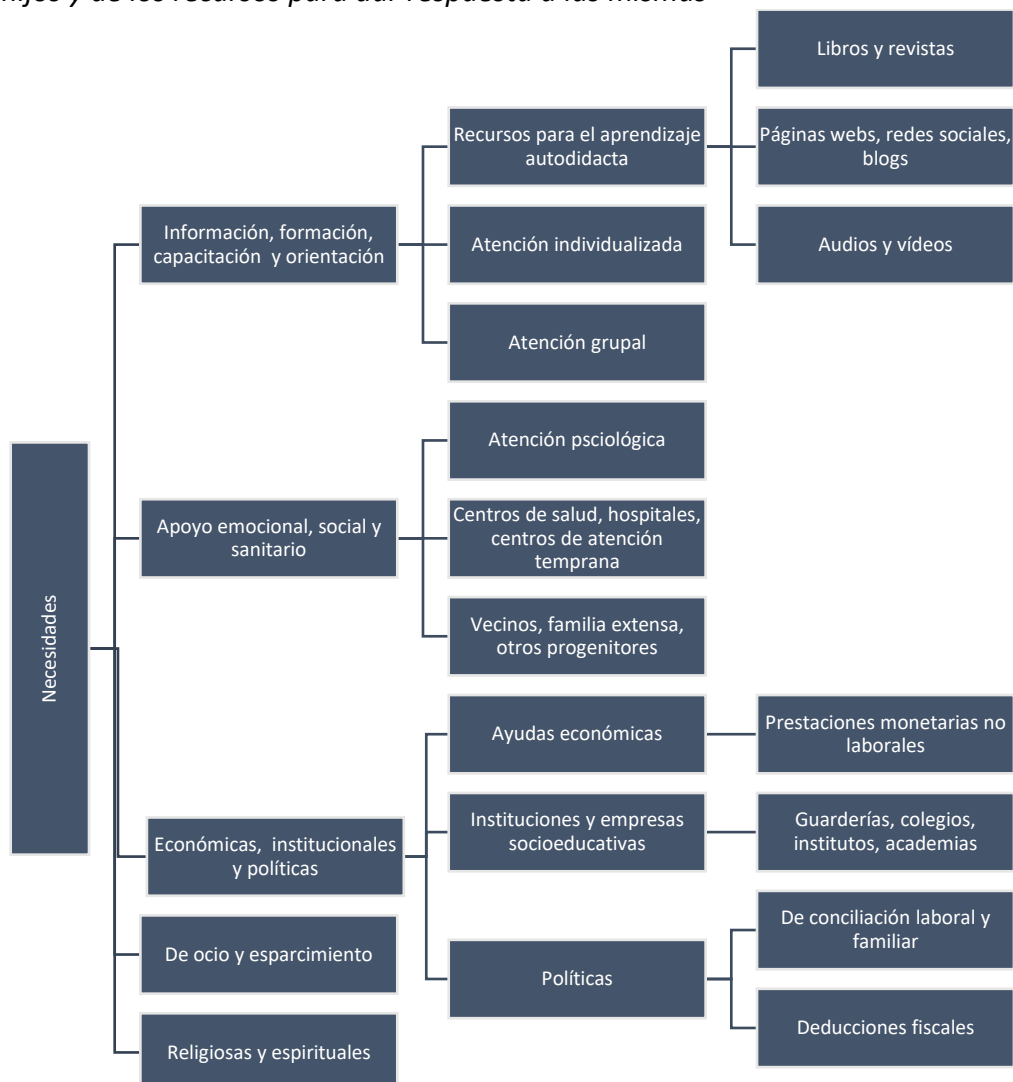 hijos y de los recursos para dar respuesta a las mismas
Libros y revistas
Recursos para el aprendizaje
autodidacta
Páginas webs, redes sociales,
blogs
Información, formación,
capacitación y orientación
Atención individualizada
Audios y vídeos
Atención grupal
Atención psciológica
Apoyo emocional, social y
sanitario
Centros de salud, hospitales,
centros de atención
temprana
Vecinos, familia extensa,
otros progenitores
Necesidades
Ayudas económicas
Prestaciones monetarias no
laborales
Económicas, institucionales
y políticas
Instituciones y empresas
socioeducativas
Guarderías, colegios,
institutos, academias
De ocio y esparcimiento
Políticas
De conciliación laboral y
familiar
Deducciones fiscales
Religiosas y espirituales